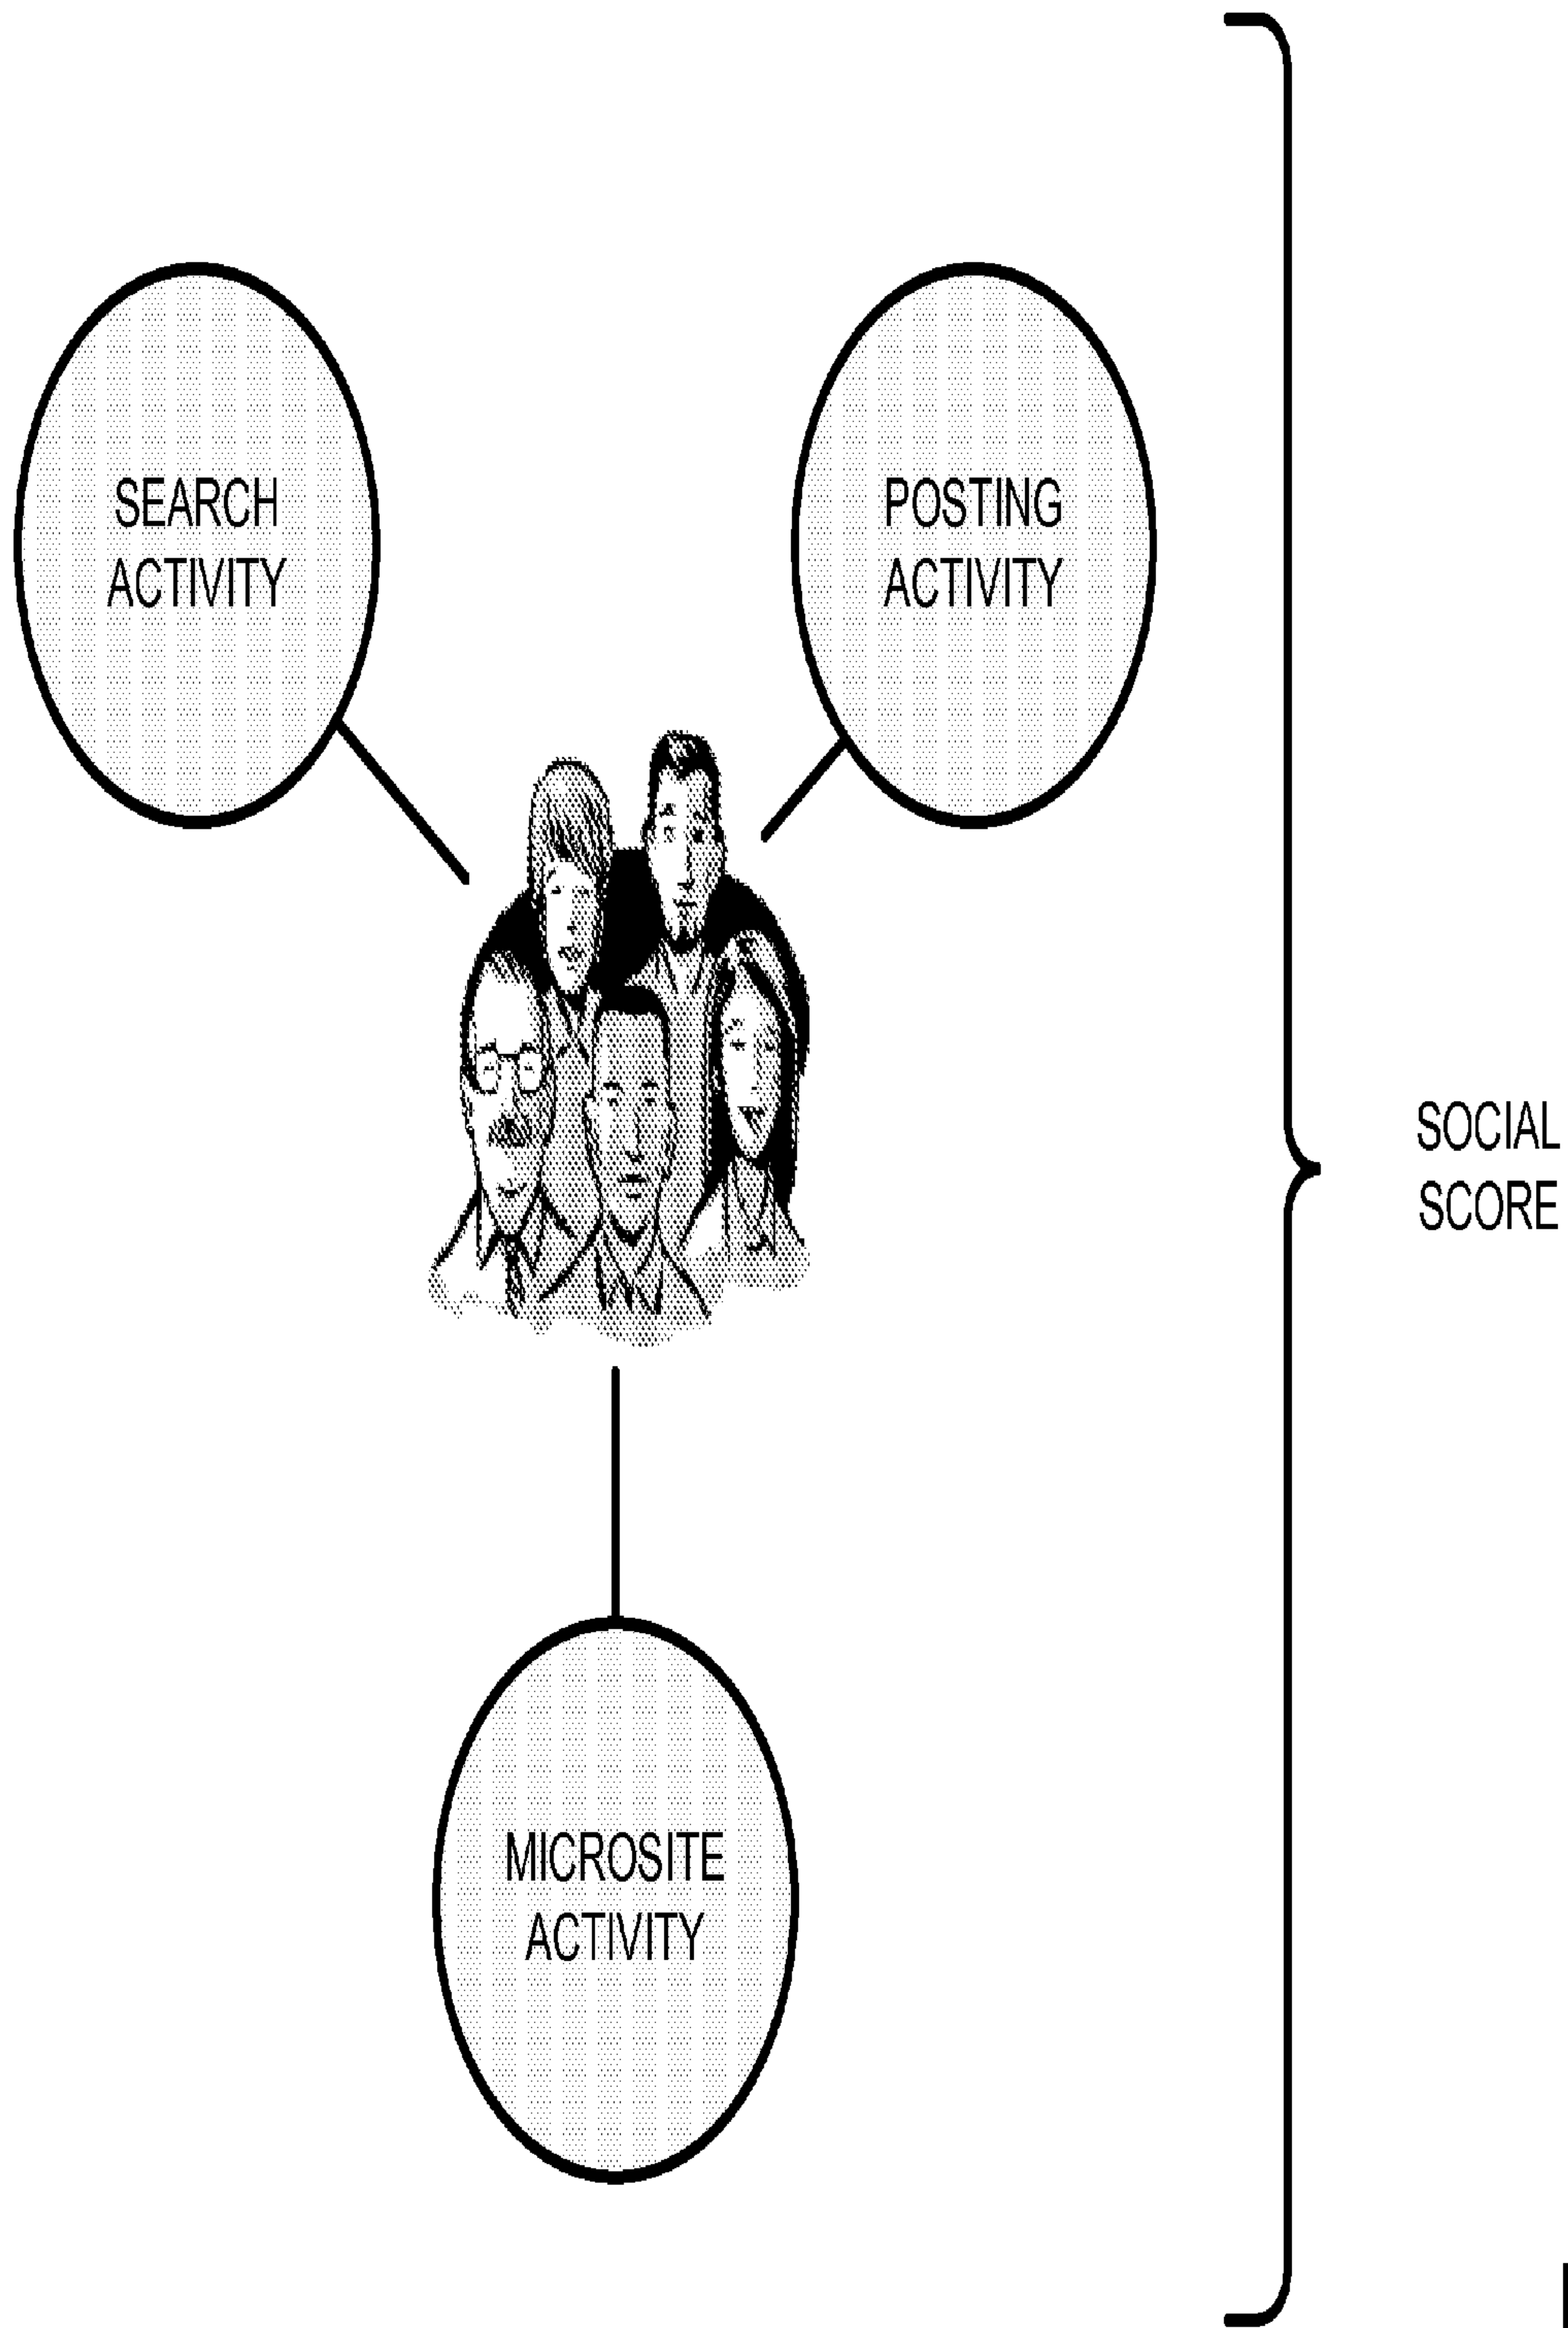 SEARCH
ACTIVITY
POSTING
ACTIVITY
SOCIAL
SCORE
MICROSITE
ACTIVITY